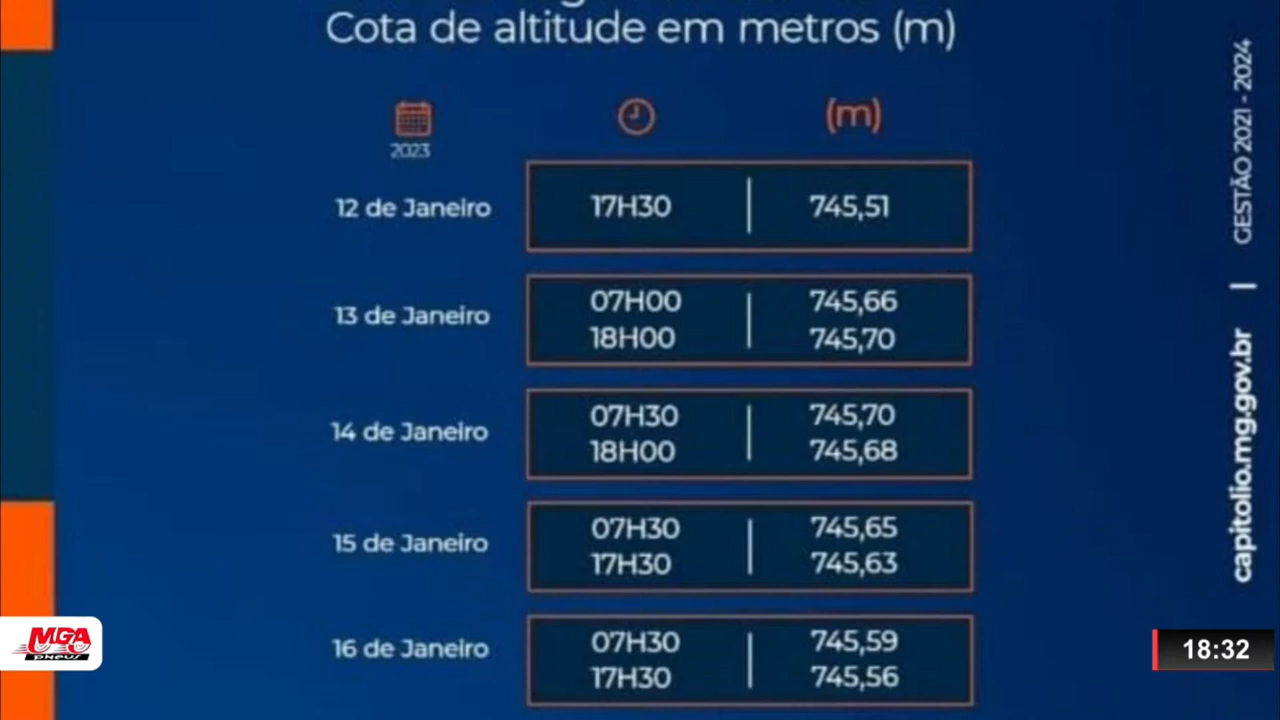 Cota de altitude em metros (m)
2023
(m)
12 de Janeiro
17H30 | 745,51
13 de Janeiro
07H00 | 745,66
18H00 | 745,70
14 de Janeiro
07H30 | 745,70
18H00 | 745,68
15 de Janeiro
07H30 | 745,65
17H30 | 745,63
16 de Janeiro
07H30 | 745,59
17H30 | 745,56
capitolio.mg.gov.br | GESTÃO 2021 - 2024
MGA
PNEUS
18:32